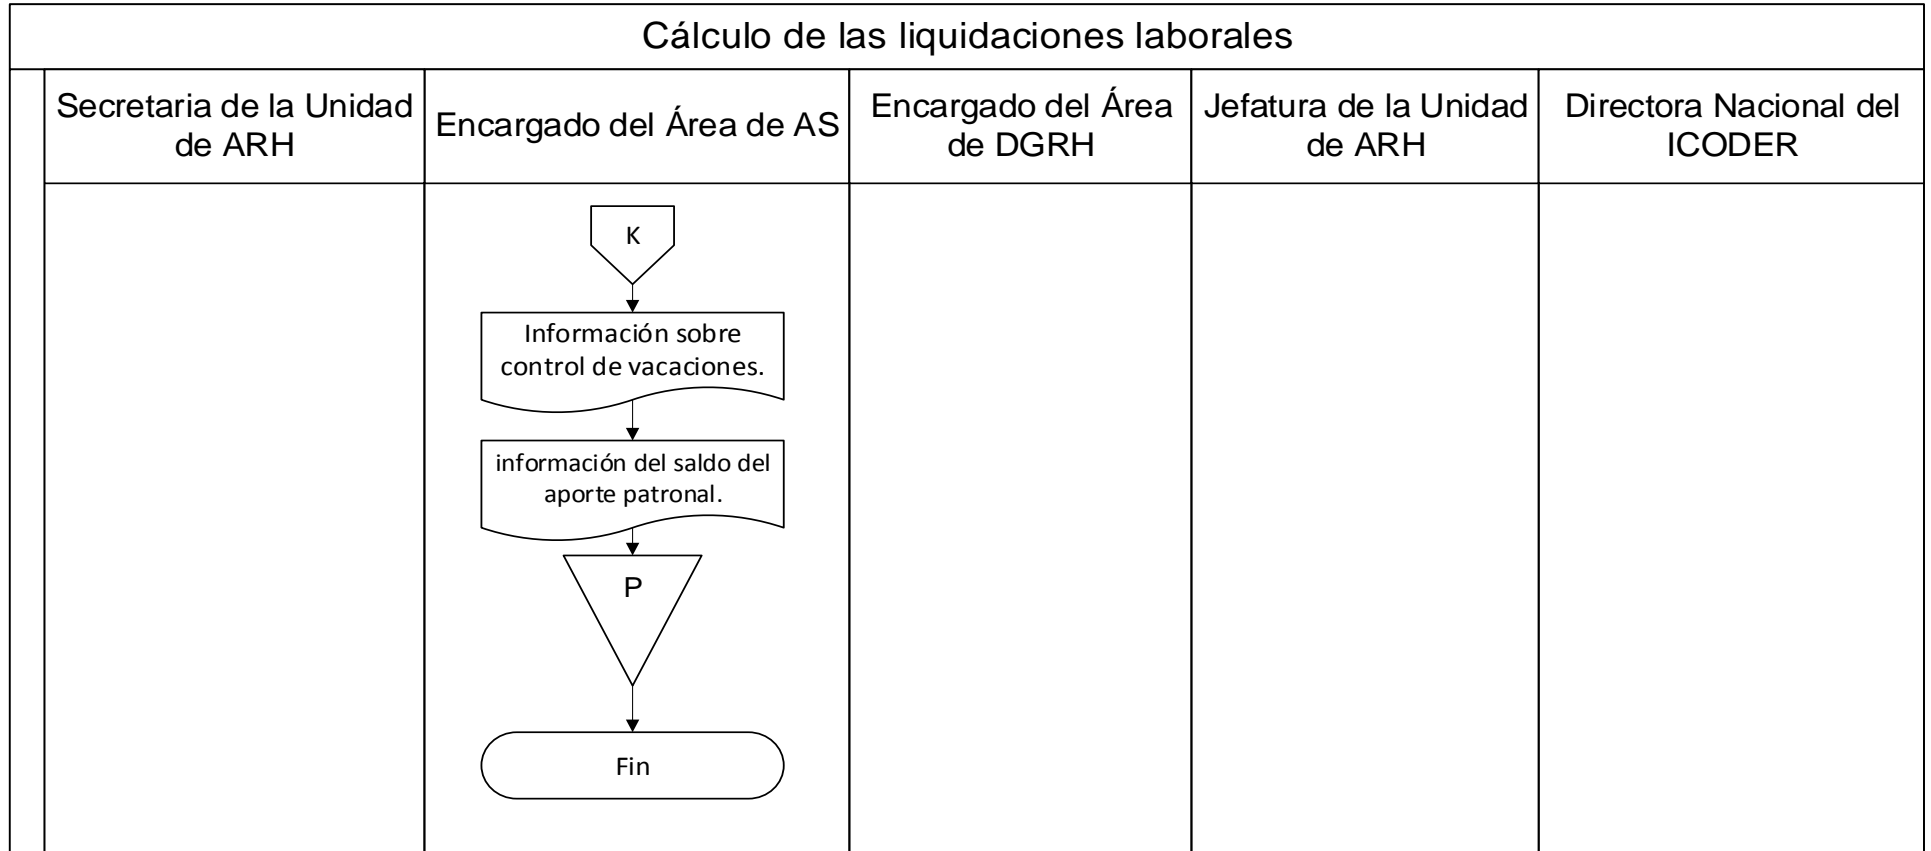 Cálculo de las liquidaciones laborales
Secretaria de la Unidad
de ARH
Encargado del Área de AS
Encargado del Área
de DGRH
Jefatura de la Unidad
de ARH
Directora Nacional del
ICODER
K
Información sobre
control de vacaciones.
información del saldo del
aporte patronal.
P
Fin